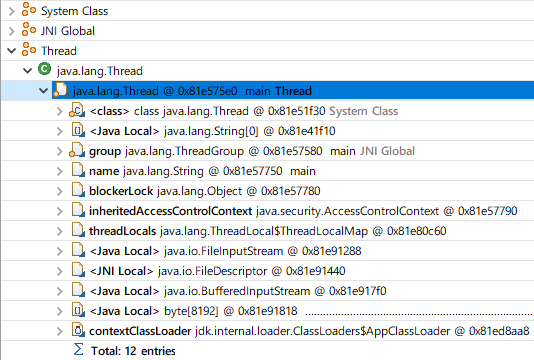 System Class
JNI Global
Thread
java.lang.Thread
java.lang.Thread @ 0x81e575e0 main Thread
<class> class java.lang.Thread @ 0x81e51f30 System Class
<Java Local> java.lang.String[0] @ 0x81e41f10
group java.lang.ThreadGroup @ 0x81e57580 main JNI Global
name java.lang.String @ 0x81e57750 main
blockerLock java.lang.Object @ 0x81e57780
inheritedAccessControlContext java.security.AccessControlContext @ 0x81e57790
threadLocals java.lang.ThreadLocal$ThreadLocalMap @ 0x81e80c60
<Java Local> java.io.FileInputStream @ 0x81e91288
<JNI Local> java.io.FileDescriptor @ 0x81e91440
<Java Local> java.io.BufferedInputStream @ 0x81e917f0
<Java Local> byte[8192] @ 0x81e91818 ................................................................
contextClassLoader jdk.internal.loader.ClassLoaders$AppClassLoader @ 0x81ed8aa8
Σ Total: 12 entries